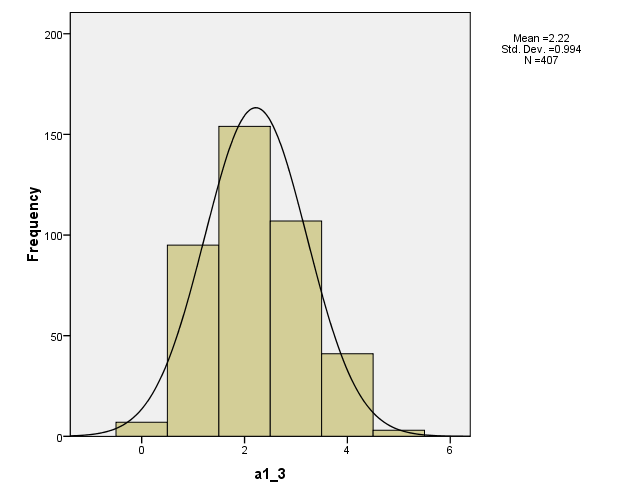 Mean =2.22
Std. Dev. =0.994
N =407
200
150
100
50
0
Frequency
0 2 4 6
a1_3